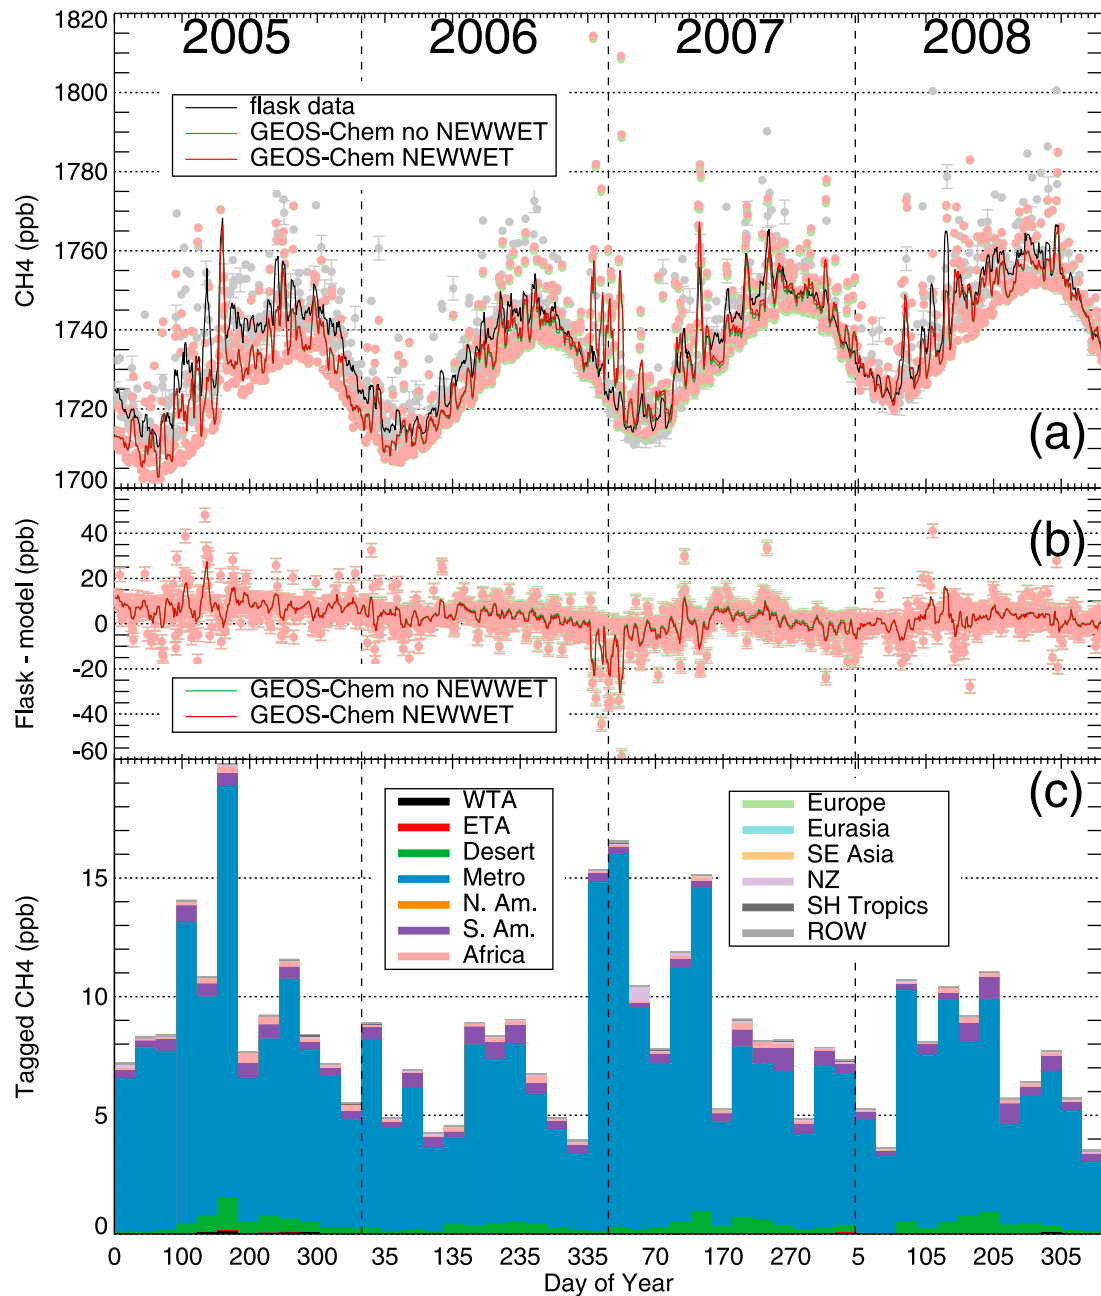 2005 2006 2007 2008
1820
1800
1780
1760
1740
1720
1700
CH4 (ppb)
flask data
GEOS-Chem no NEWWET
GEOS-Chem NEWWET
(a)
40
20
0
-20
-40
-60
Flask - model (ppb)
(b)
GEOS-Chem no NEWWET
GEOS-Chem NEWWET
15
10
5
0
Tagged CH4 (ppb)
(c)
WTA
ETA
Desert
Metro
N. Am.
S. Am.
Africa
Europe
Eurasia
SE Asia
NZ
SH Tropics
ROW
0 100 200 300 35 135 235 335 70 170 270 5 105 205 305
Day of Year